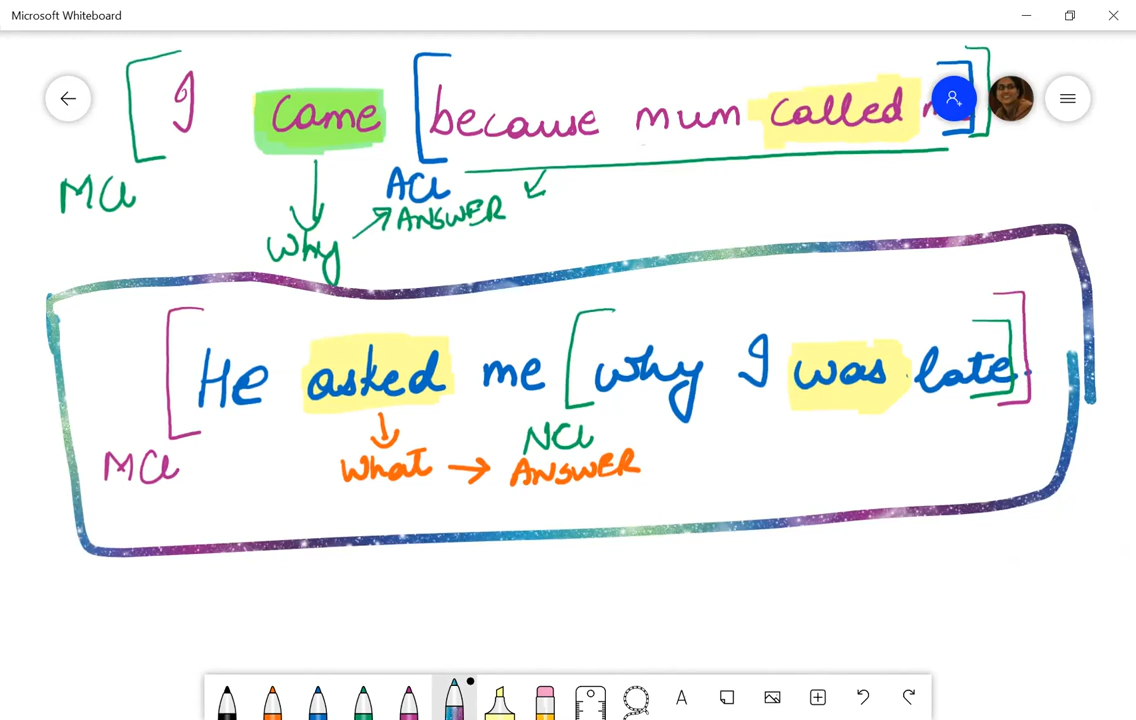 Microsoft Whiteboard
[I came [because mum called
MCl ACl
Why ANSWER
[He asked me [why I was late.]]
MCl NCl
What → ANSWER
A